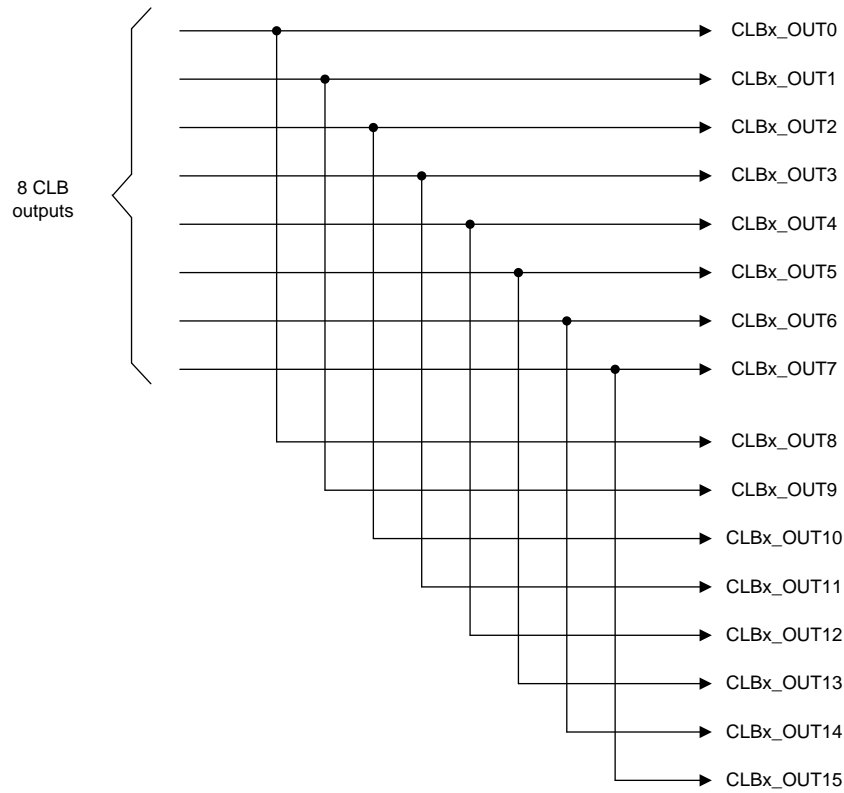 8 CLB
outputs
CLBx_OUT0
CLBx_OUT1
CLBx_OUT2
CLBx_OUT3
CLBx_OUT4
CLBx_OUT5
CLBx_OUT6
CLBx_OUT7
CLBx_OUT8
CLBx_OUT9
CLBx_OUT10
CLBx_OUT11
CLBx_OUT12
CLBx_OUT13
CLBx_OUT14
CLBx_OUT15